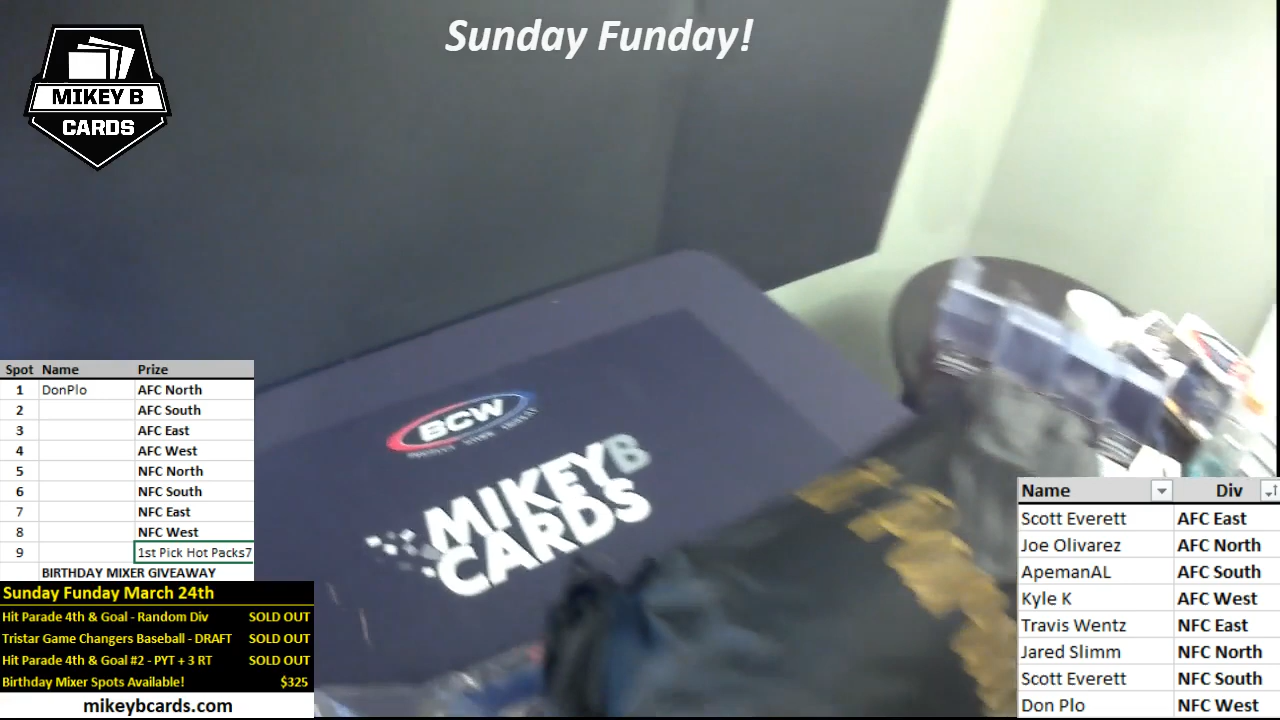 Sunday Funday!
MIKEY B
CARDS
Spot Name Prize
1 DonPlo AFC North
2 AFC South
3 AFC East
4 AFC West
5 NFC North
6 NFC South
7 NFC East
8 NFC West
9 1st Pick Hot Packs7
BIRTHDAY MIXER GIVEAWAY
Sunday Funday March 24th
Hit Parade 4th & Goal - Random Div SOLD OUT
Tristar Game Changers Baseball - DRAFT SOLD OUT
Hit Parade 4th & Goal #2 - PYT + 3 RT SOLD OUT
Birthday Mixer Spots Available! $325
mikeybcards.com
BCW
MIKEYB
CARDS
Name Div
Scott Everett AFC East
Joe Olivarez AFC North
ApemanAL AFC South
Kyle K AFC West
Travis Wentz NFC East
Jared Slimm NFC North
Scott Everett NFC South
Don Plo NFC West